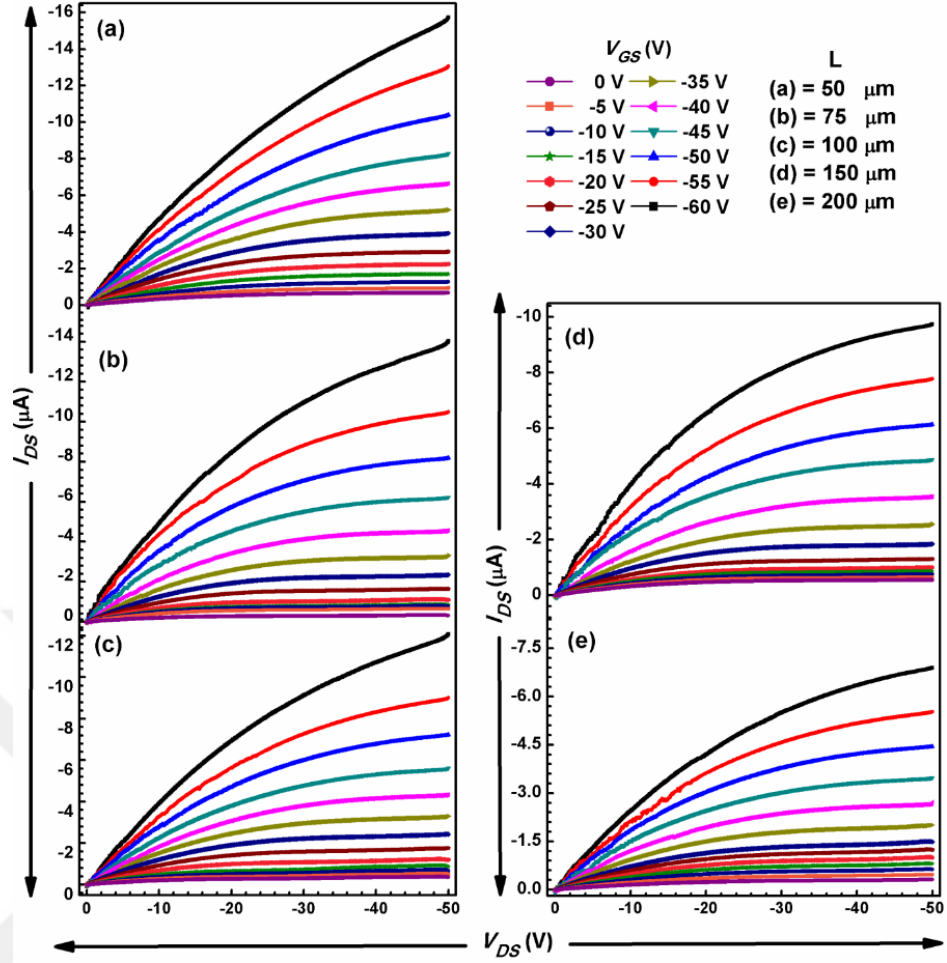 (a)
-16
-14
-12
-10
-8
-6
-4
-2
0
V_GS (V)
0 V
-5 V
-10 V
-15 V
-20 V
-25 V
-30 V
-35 V
-40 V
-45 V
-50 V
-55 V
-60 V
L
(a) = 50 μm
(b) = 75 μm
(c) = 100 μm
(d) = 150 μm
(e) = 200 μm
(b)
-14
-12
-10
-8
-6
-4
-2
0
I_DS (μA)
(c)
-12
-10
-8
-6
-4
-2
0
0 -10 -20 -30 -40 -50
(d)
-10
-8
-6
-4
-2
0
I_DS (μA)
(e)
-7.5
-6.0
-4.5
-3.0
-1.5
0.0
0 -10 -20 -30 -40 -50
V_DS (V)